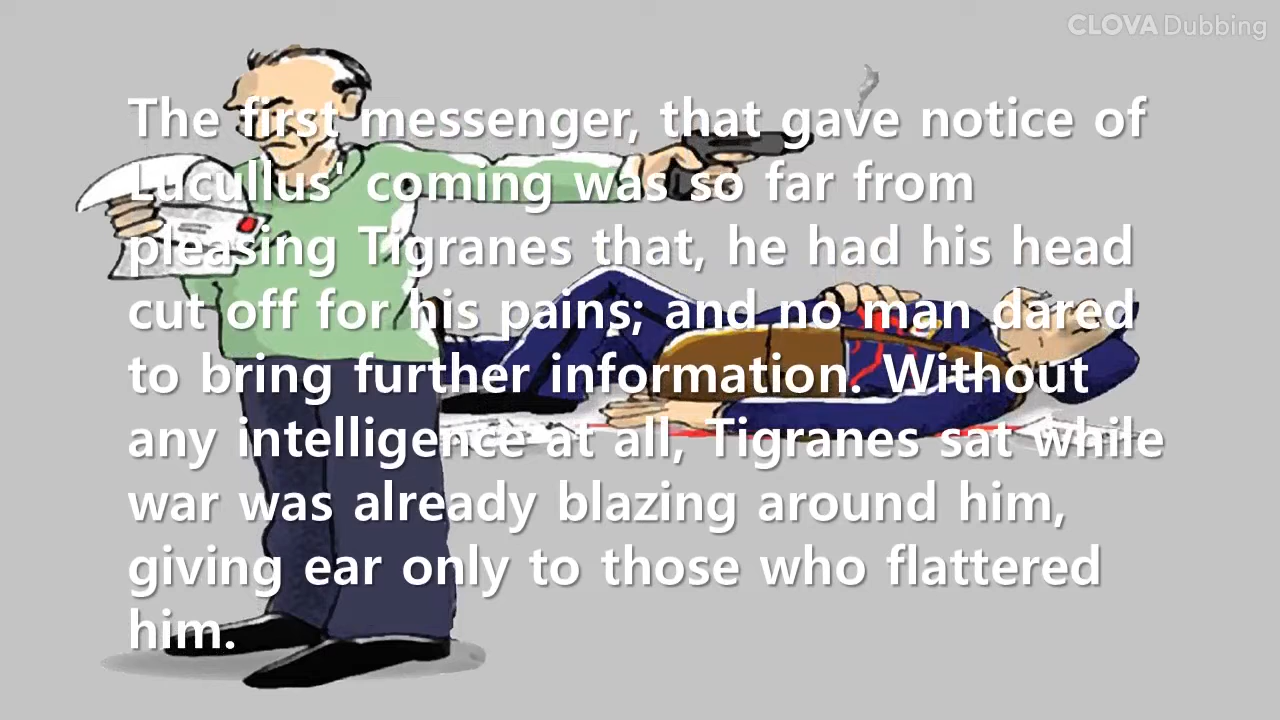 CLOVA Dubbing
The first messenger, that gave notice of
Lucullus' coming was so far from
pleasing Tigranes that, he had his head
cut off for his pains; and no man dared
to bring further information. Without
any intelligence at all, Tigranes sat while
war was already blazing around him,
giving ear only to those who flattered
him.